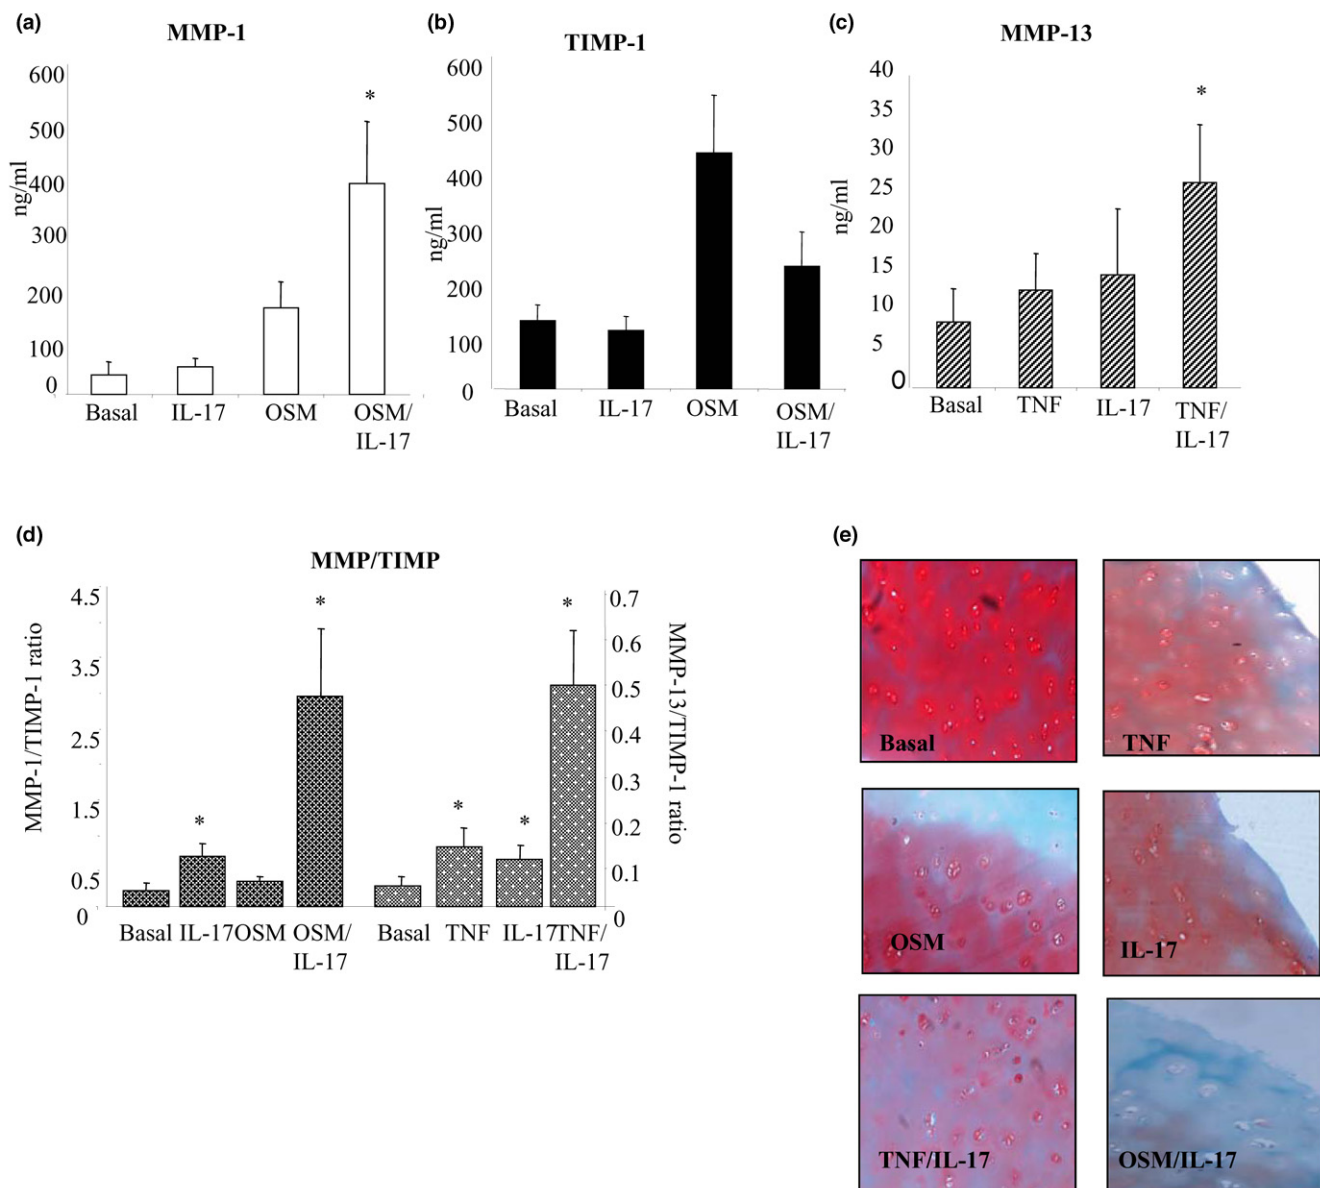 (a)
MMP-1
600
500
400
300
200
100
0
ng/ml
*
Basal
IL-17
OSM
OSM/
IL-17
(b)
TIMP-1
600
500
400
300
200
100
0
ng/ml
Basal
IL-17
OSM
OSM/
IL-17
(c)
MMP-13
40
35
30
25
20
15
10
5
0
ng/ml
*
Basal
TNF
IL-17
TNF/
IL-17
(d)
MMP/TIMP
MMP-1/TIMP-1 ratio
4.5
3.5
2.5
1.5
0.5
0
*
*
*
*
*
0.7
0.6
0.5
0.4
0.3
0.2
0.1
0
MMP-13/TIMP-1 ratio
Basal
IL-17
OSM
OSM/
IL-17
Basal
TNF
IL-17
TNF/
IL-17
(e)
Basal
TNF
OSM
IL-17
TNF/IL-17
OSM/IL-17